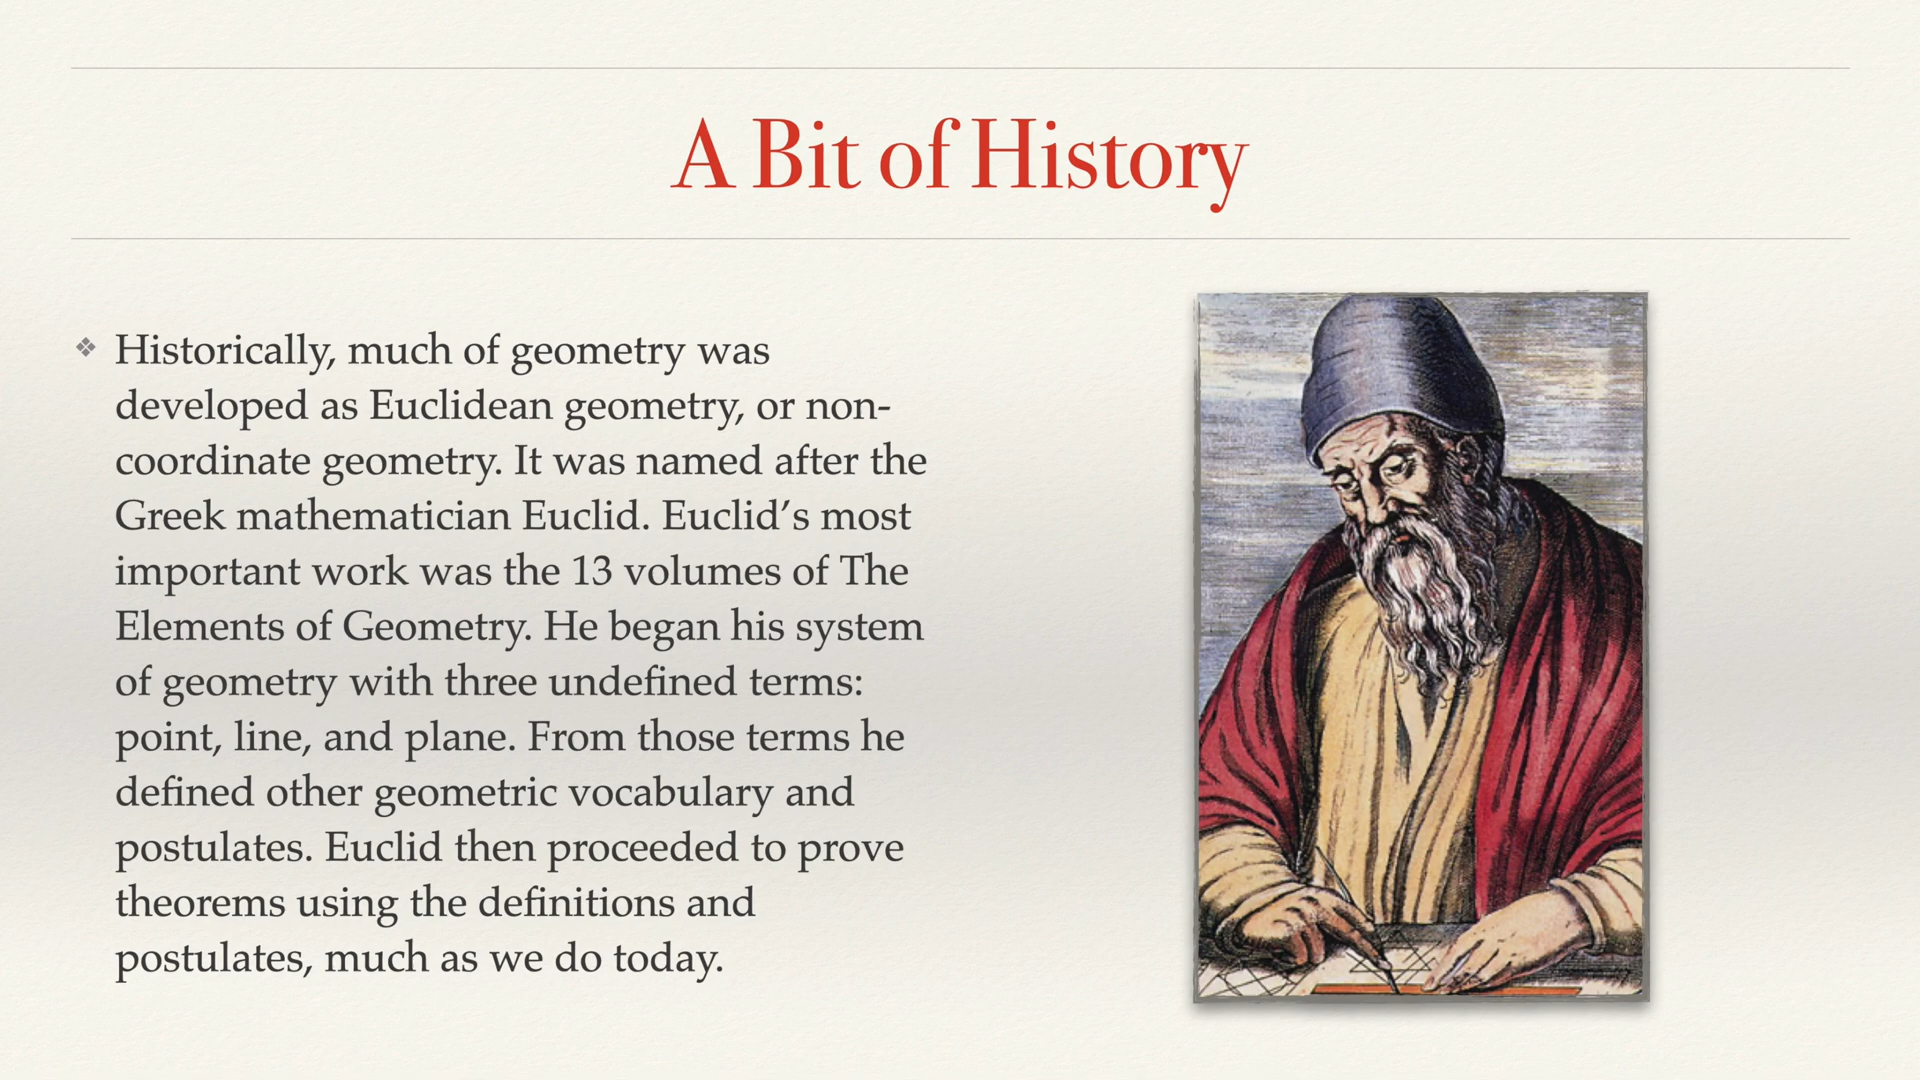 A Bit of History
❖ Historically, much of geometry was
developed as Euclidean geometry, or non-
coordinate geometry. It was named after the
Greek mathematician Euclid. Euclid’s most
important work was the 13 volumes of The
Elements of Geometry. He began his system
of geometry with three undefined terms:
point, line, and plane. From those terms he
defined other geometric vocabulary and
postulates. Euclid then proceeded to prove
theorems using the definitions and
postulates, much as we do today.